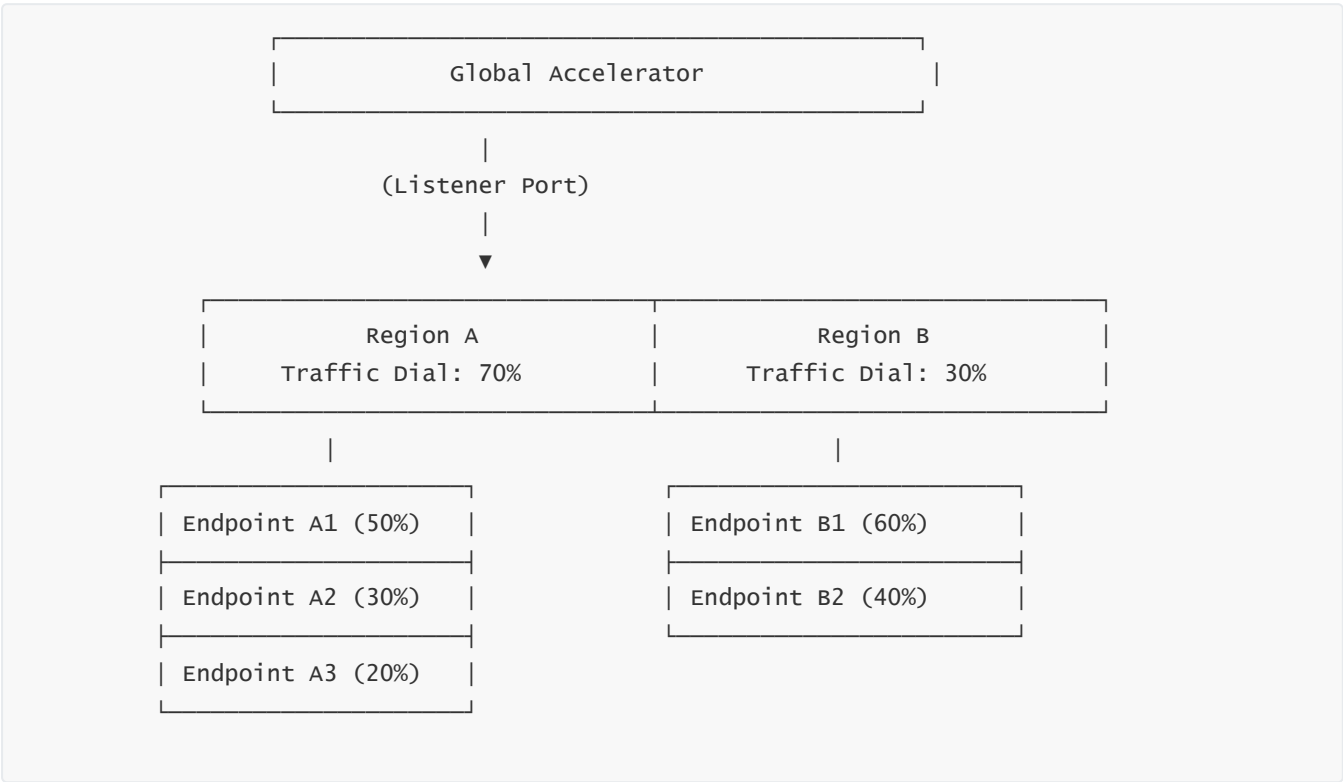 Global Accelerator
(Listener Port)
Region A Region B
Traffic Dial: 70% Traffic Dial: 30%
Endpoint A1 (50%) Endpoint B1 (60%)
Endpoint A2 (30%) Endpoint B2 (40%)
Endpoint A3 (20%)